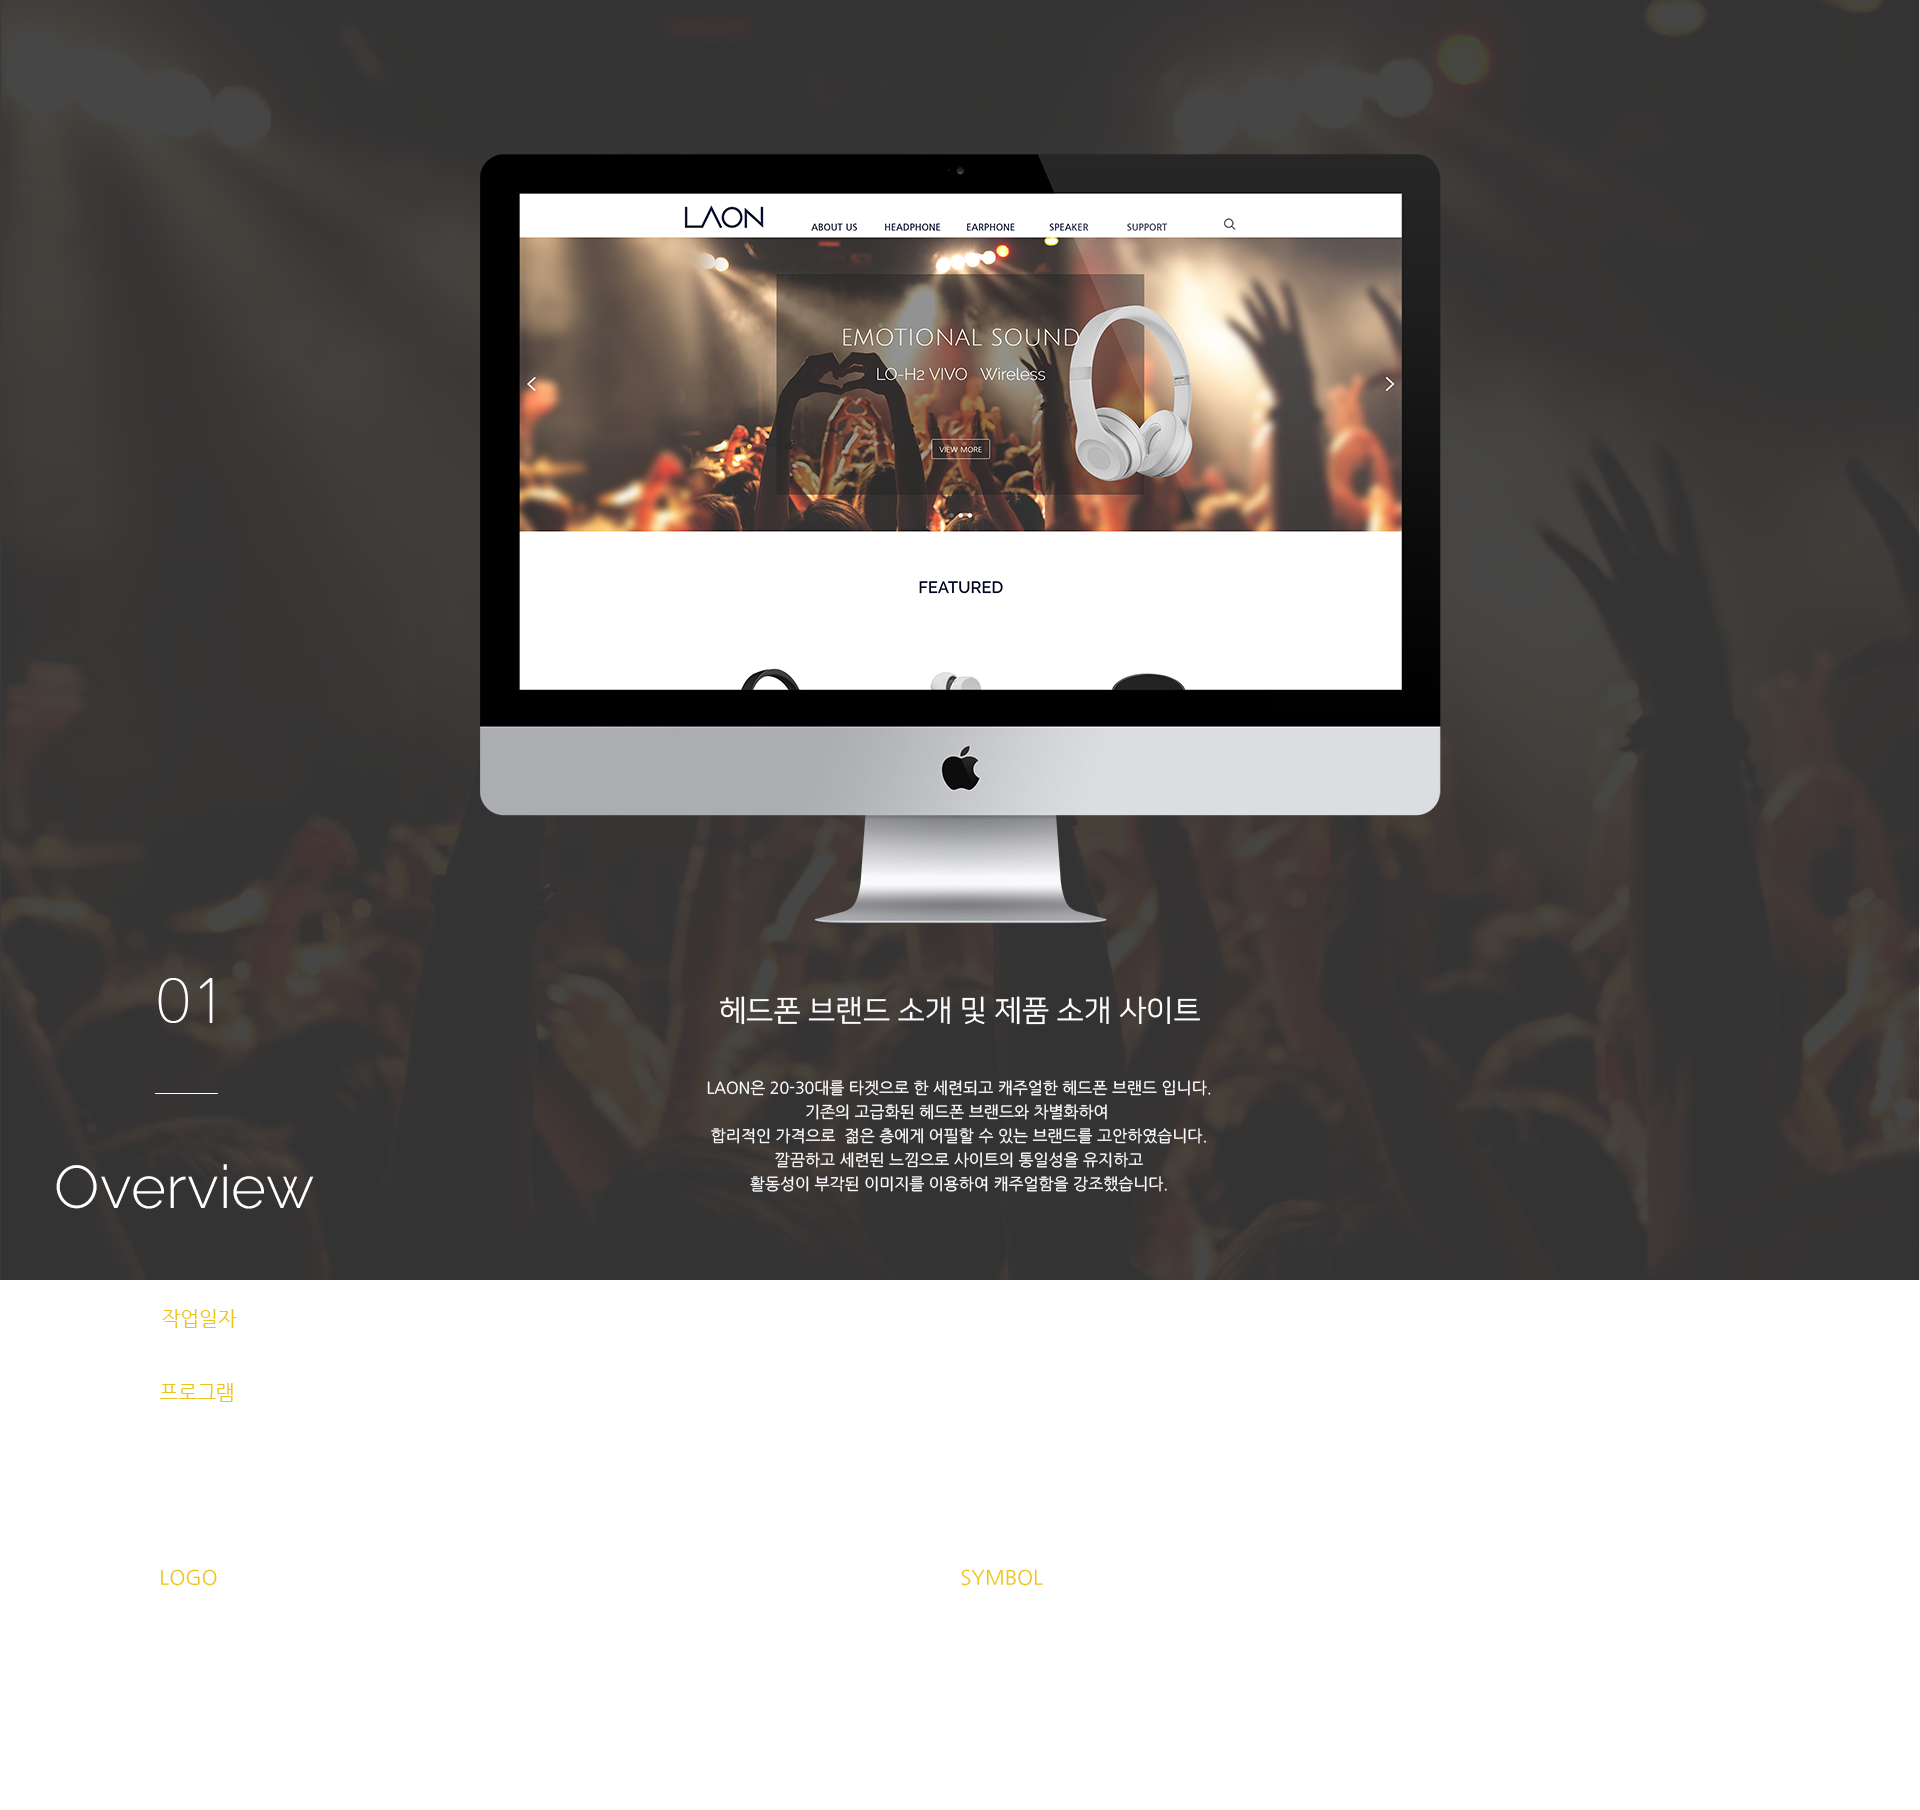 LAON
ABOUT US HEADPHONE EARPHONE SPEAKER SUPPORT
EMOTIONAL SOUND
LO-H2 VIVO Wireless
VIEW MORE
FEATURED
01
Overview
헤드폰 브랜드 소개 및 제품 소개 사이트
LAON은 20-30대를 타겟으로 한 세련되고 캐주얼한 헤드폰 브랜드 입니다.
기존의 고급화된 헤드폰 브랜드와 차별화하여
합리적인 가격으로 젊은 층에게 어필할 수 있는 브랜드를 고안하였습니다.
깔끔하고 세련된 느낌으로 사이트의 통일성을 유지하고
활동성이 부각된 이미지를 이용하여 캐주얼함을 강조했습니다.
작업일자
프로그램
LOGO
SYMBOL